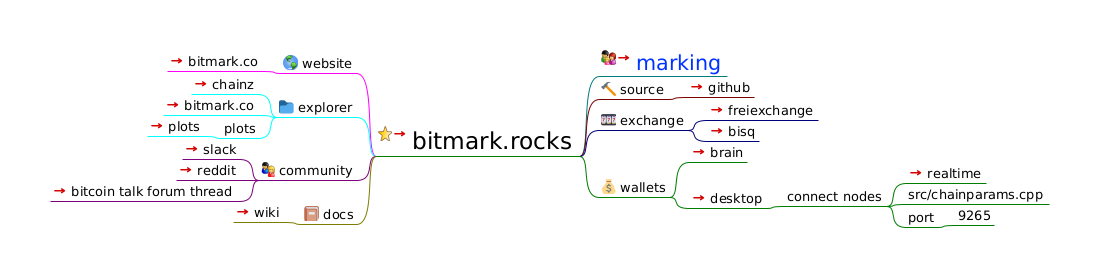 bitmark.rocks
website
bitmark.co
explorer
chainz
bitmark.co
plots
plots
community
slack
reddit
bitcoin talk forum thread
docs
wiki
marking
source
github
exchange
freiexchange
bisq
wallets
brain
desktop
connect nodes
realtime
src/chainparams.cpp
port
9265